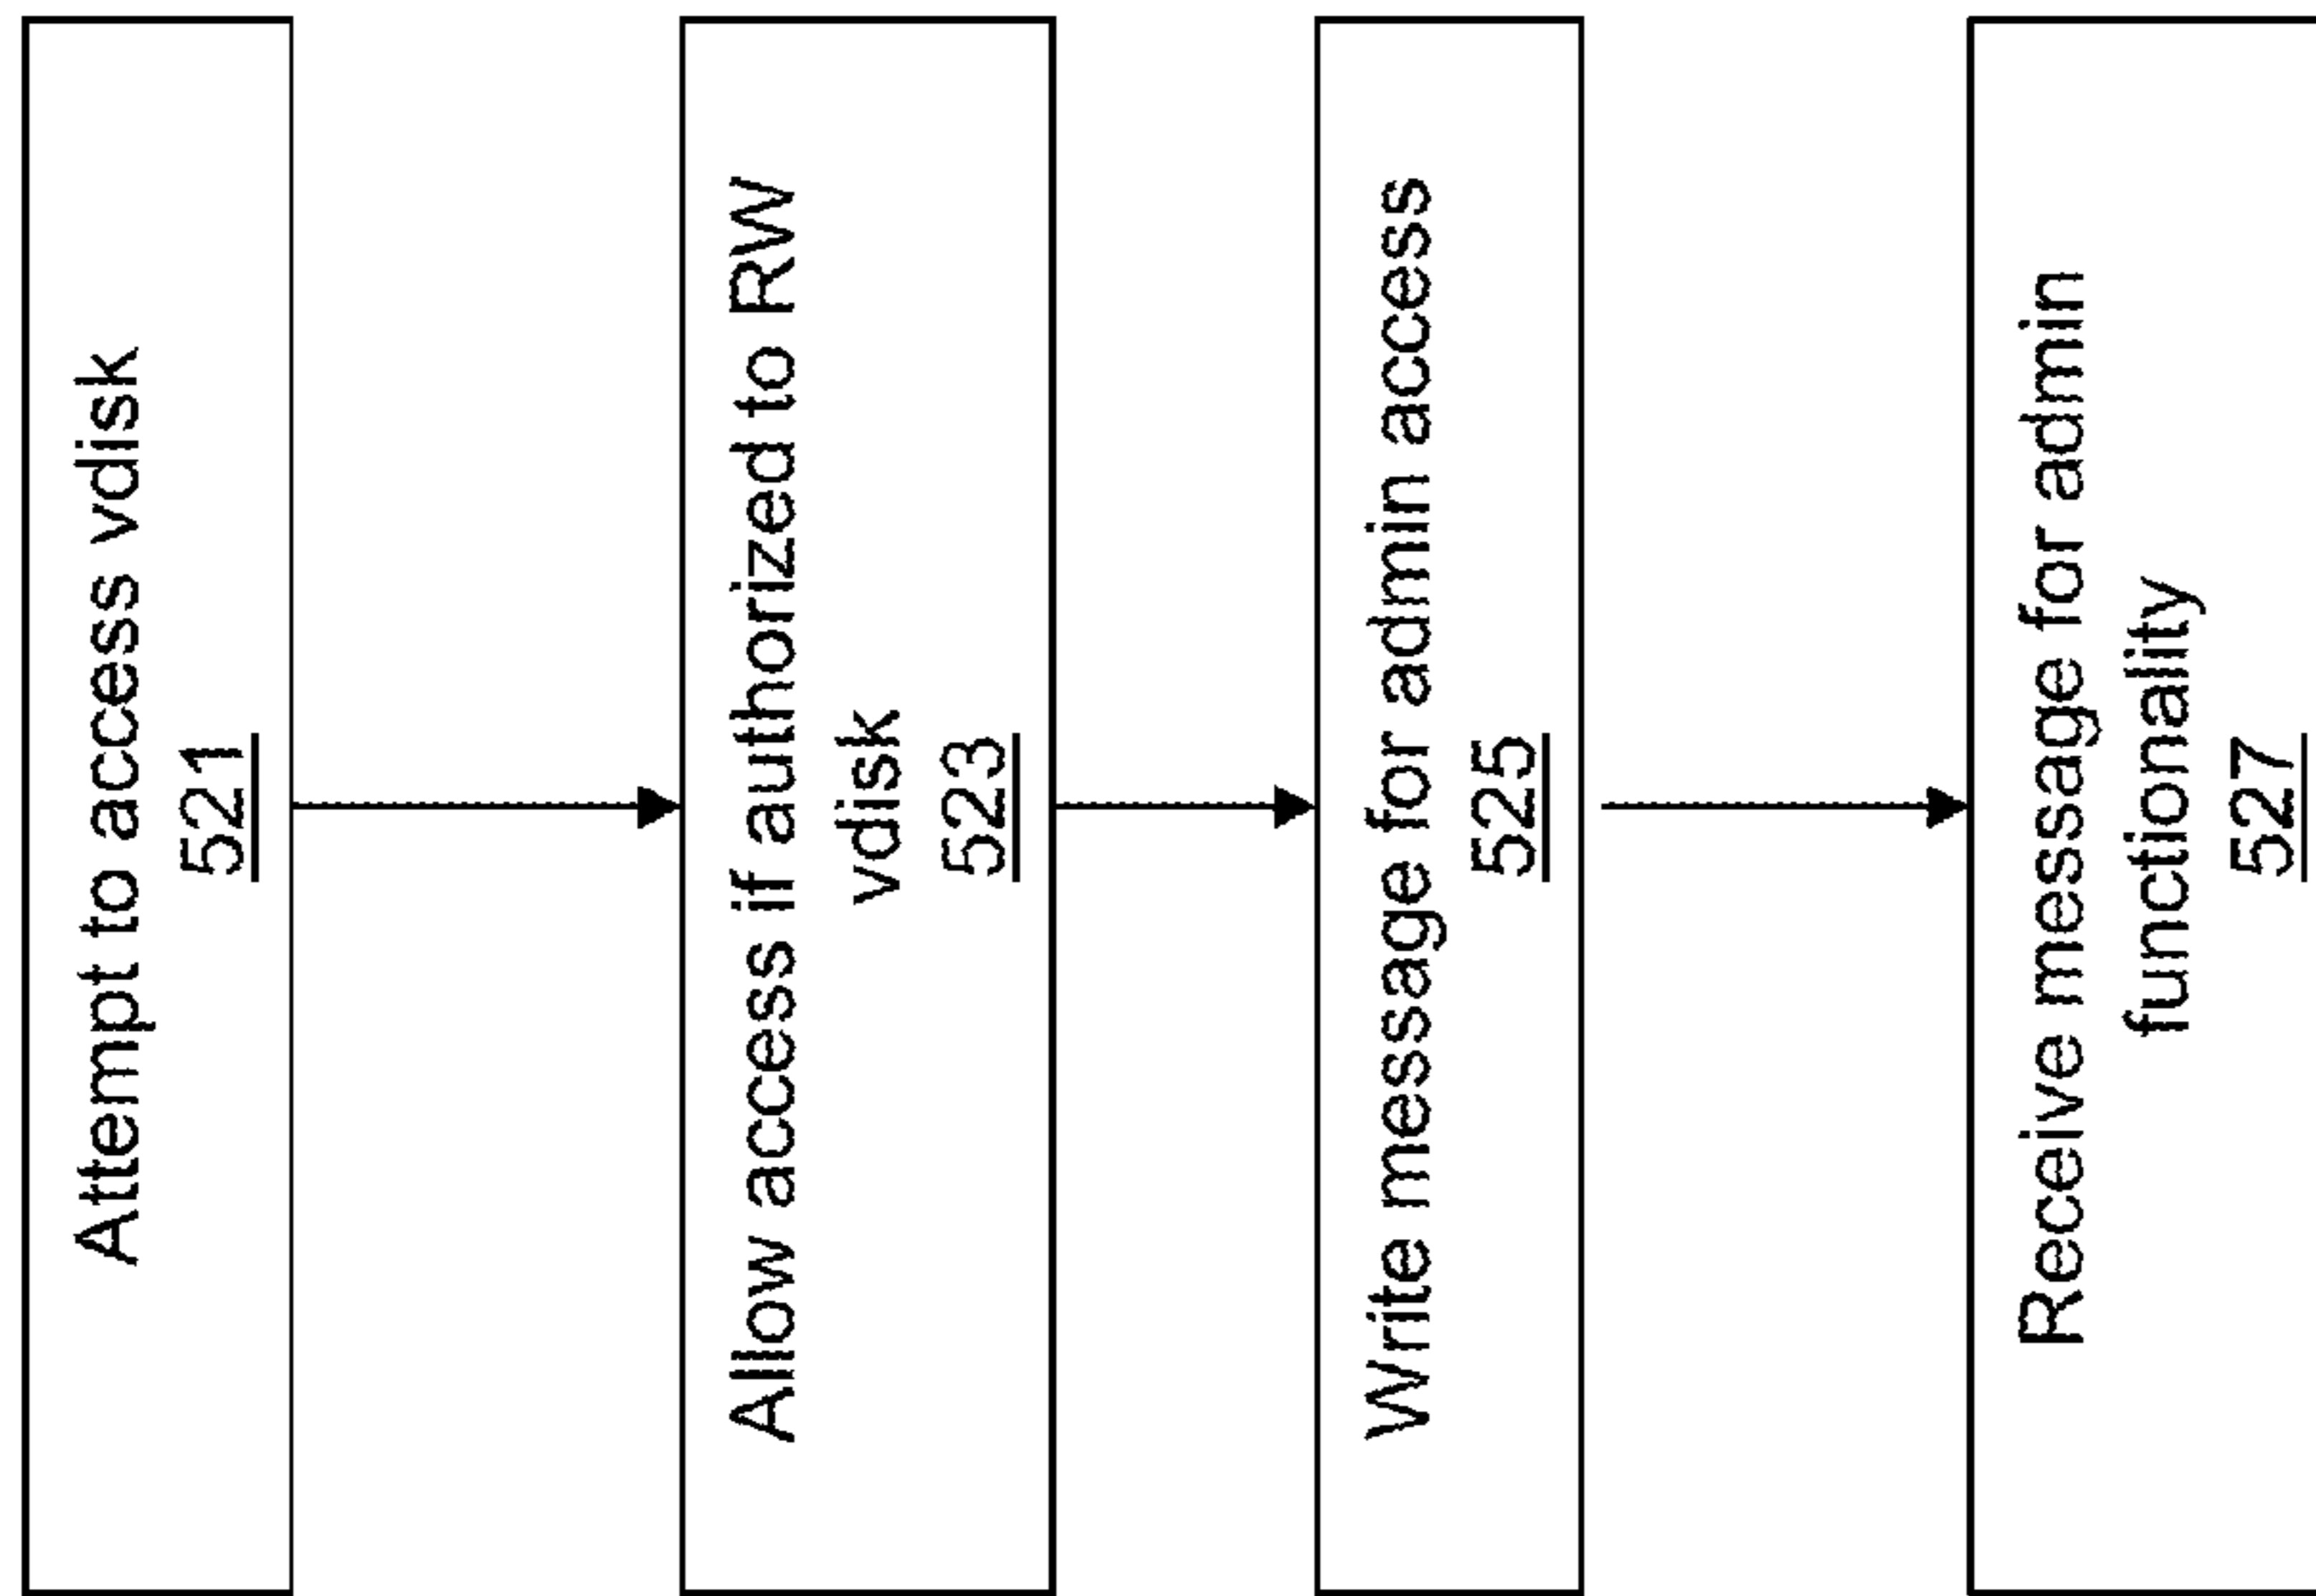 Attempt to access vdisk
521
Allow access if authorized to RW
vdisk
523
Write message for admin access
525
Receive message for admin
functionality
527